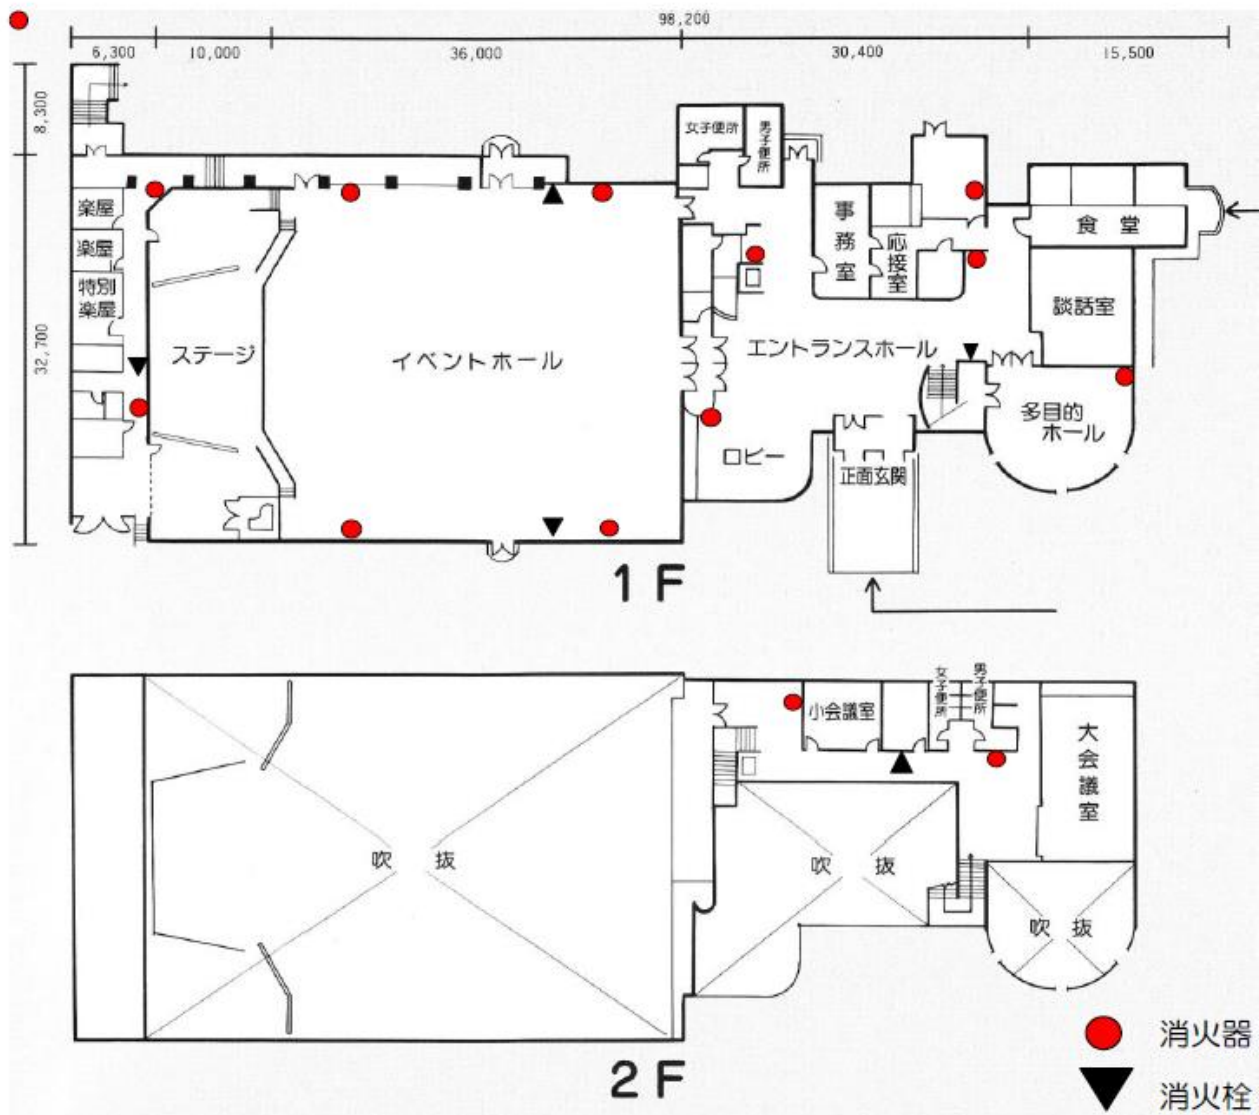 98,200
6,300
10,000
36,000
30,400
15,500
8,300
32,700
女子便所
男子便所
楽屋
楽屋
特別
楽屋
ステージ
イベントホール
事務室
応接室
食堂
談話室
エントランスホール
多目的
ホール
ロビー
正面玄関
1F
小会議室
女子便所
男子便所
大会議室
吹抜
吹抜
吹抜
2F
消火器
消火栓